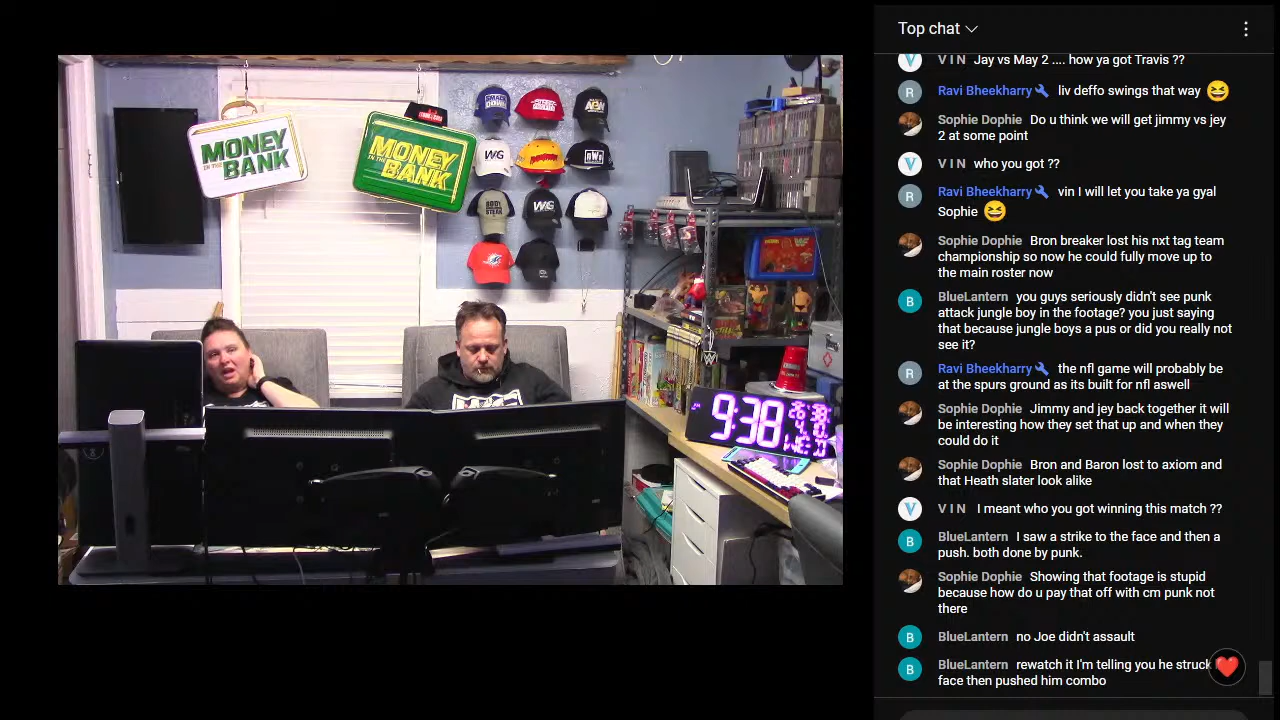 Top chat
V I N Jay vs May 2 .... how ya got Travis ??
Ravi Bheekharry liv deffo swings that way
Sophie Dophie Do u think we will get jimmy vs jey
2 at some point
V I N who you got ??
Ravi Bheekharry vin I will let you take ya gyal
Sophie
Sophie Dophie Bron breaker lost his nxt tag team
championship so now he could fully move up to
the main roster now
BlueLantern you guys seriously didn't see punk
attack jungle boy in the footage? you just saying
that because jungle boys a pus or did you really not
see it?
Ravi Bheekharry the nfl game will probably be
at the spurs ground as its built for nfl aswell
Sophie Dophie Jimmy and jey back together it will
be interesting how they set that up and when they
could do it
Sophie Dophie Bron and Baron lost to axiom and
that Heath slater look alike
V I N I meant who you got winning this match ??
BlueLantern I saw a strike to the face and then a
push. both done by punk.
Sophie Dophie Showing that footage is stupid
because how do u pay that off with cm punk not
there
BlueLantern no Joe didn't assault
BlueLantern rewatch it I'm telling you he struck
face then pushed him combo
V
R
V
R
B
R
V
B
B
B
MONEY
IN THE
BANK
MONEY
IN THE
BANK
DOWN
AEW
W/G
nWo
BODY
W/G
9:38